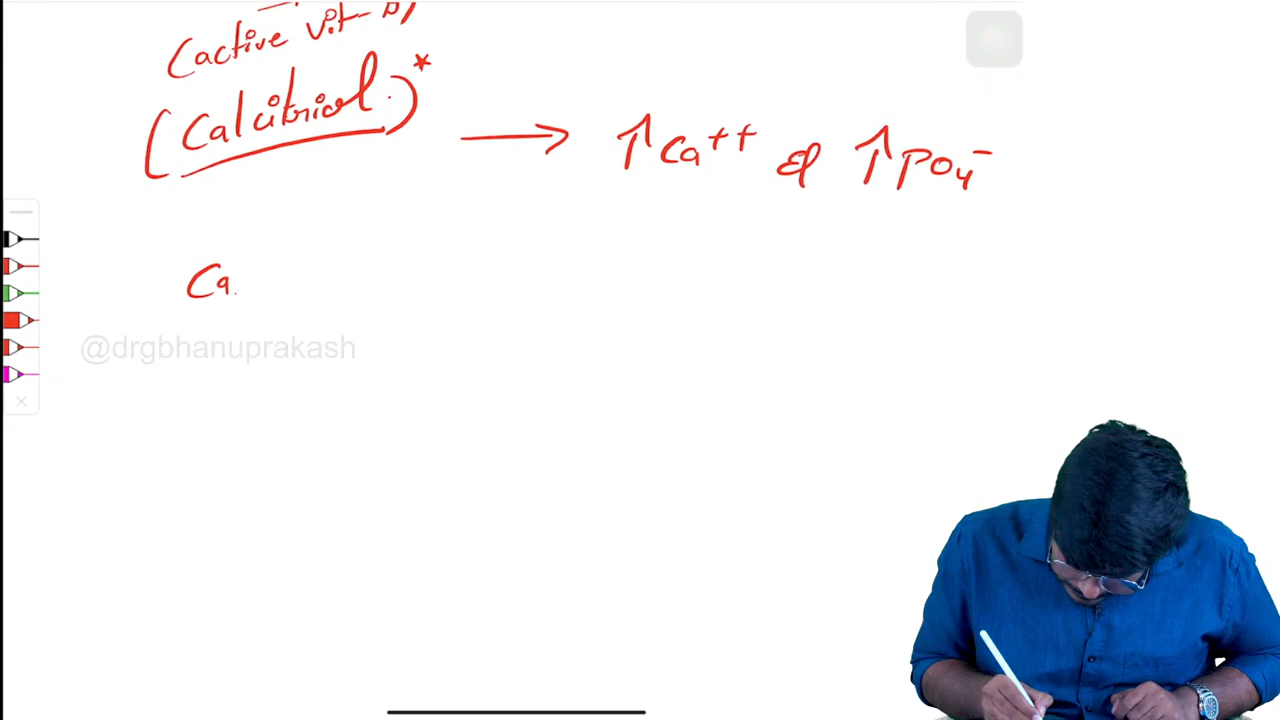 (active Vit-D)
(Calcitriol.)*
→ ↑Ca++ & ↑PO4-
Ca
@drgbhanuprakash